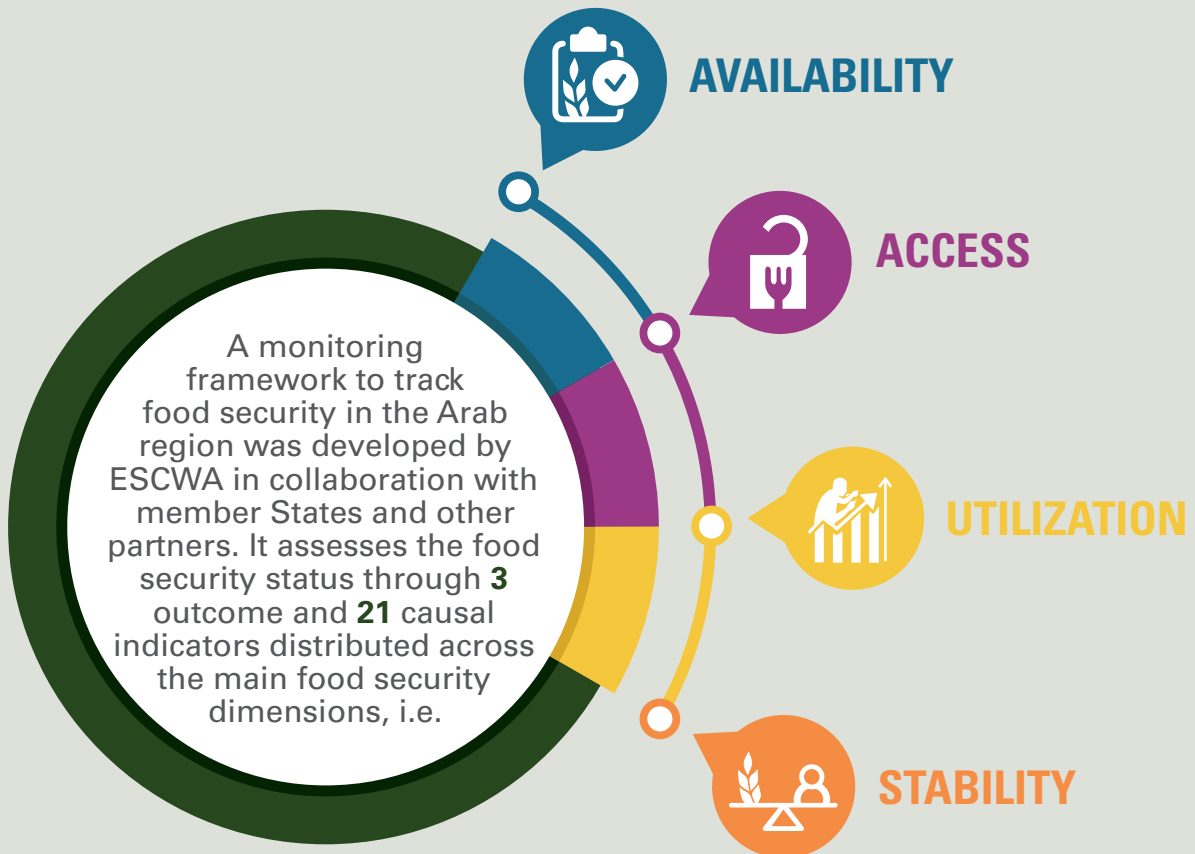 AVAILABILITY
ACCESS
A monitoring
framework to track
food security in the Arab
region was developed by
ESCWA in collaboration with
member States and other
partners. It assesses the food
security status through 3
outcome and 21 causal
indicators distributed across
the main food security
dimensions, i.e.
UTILIZATION
STABILITY